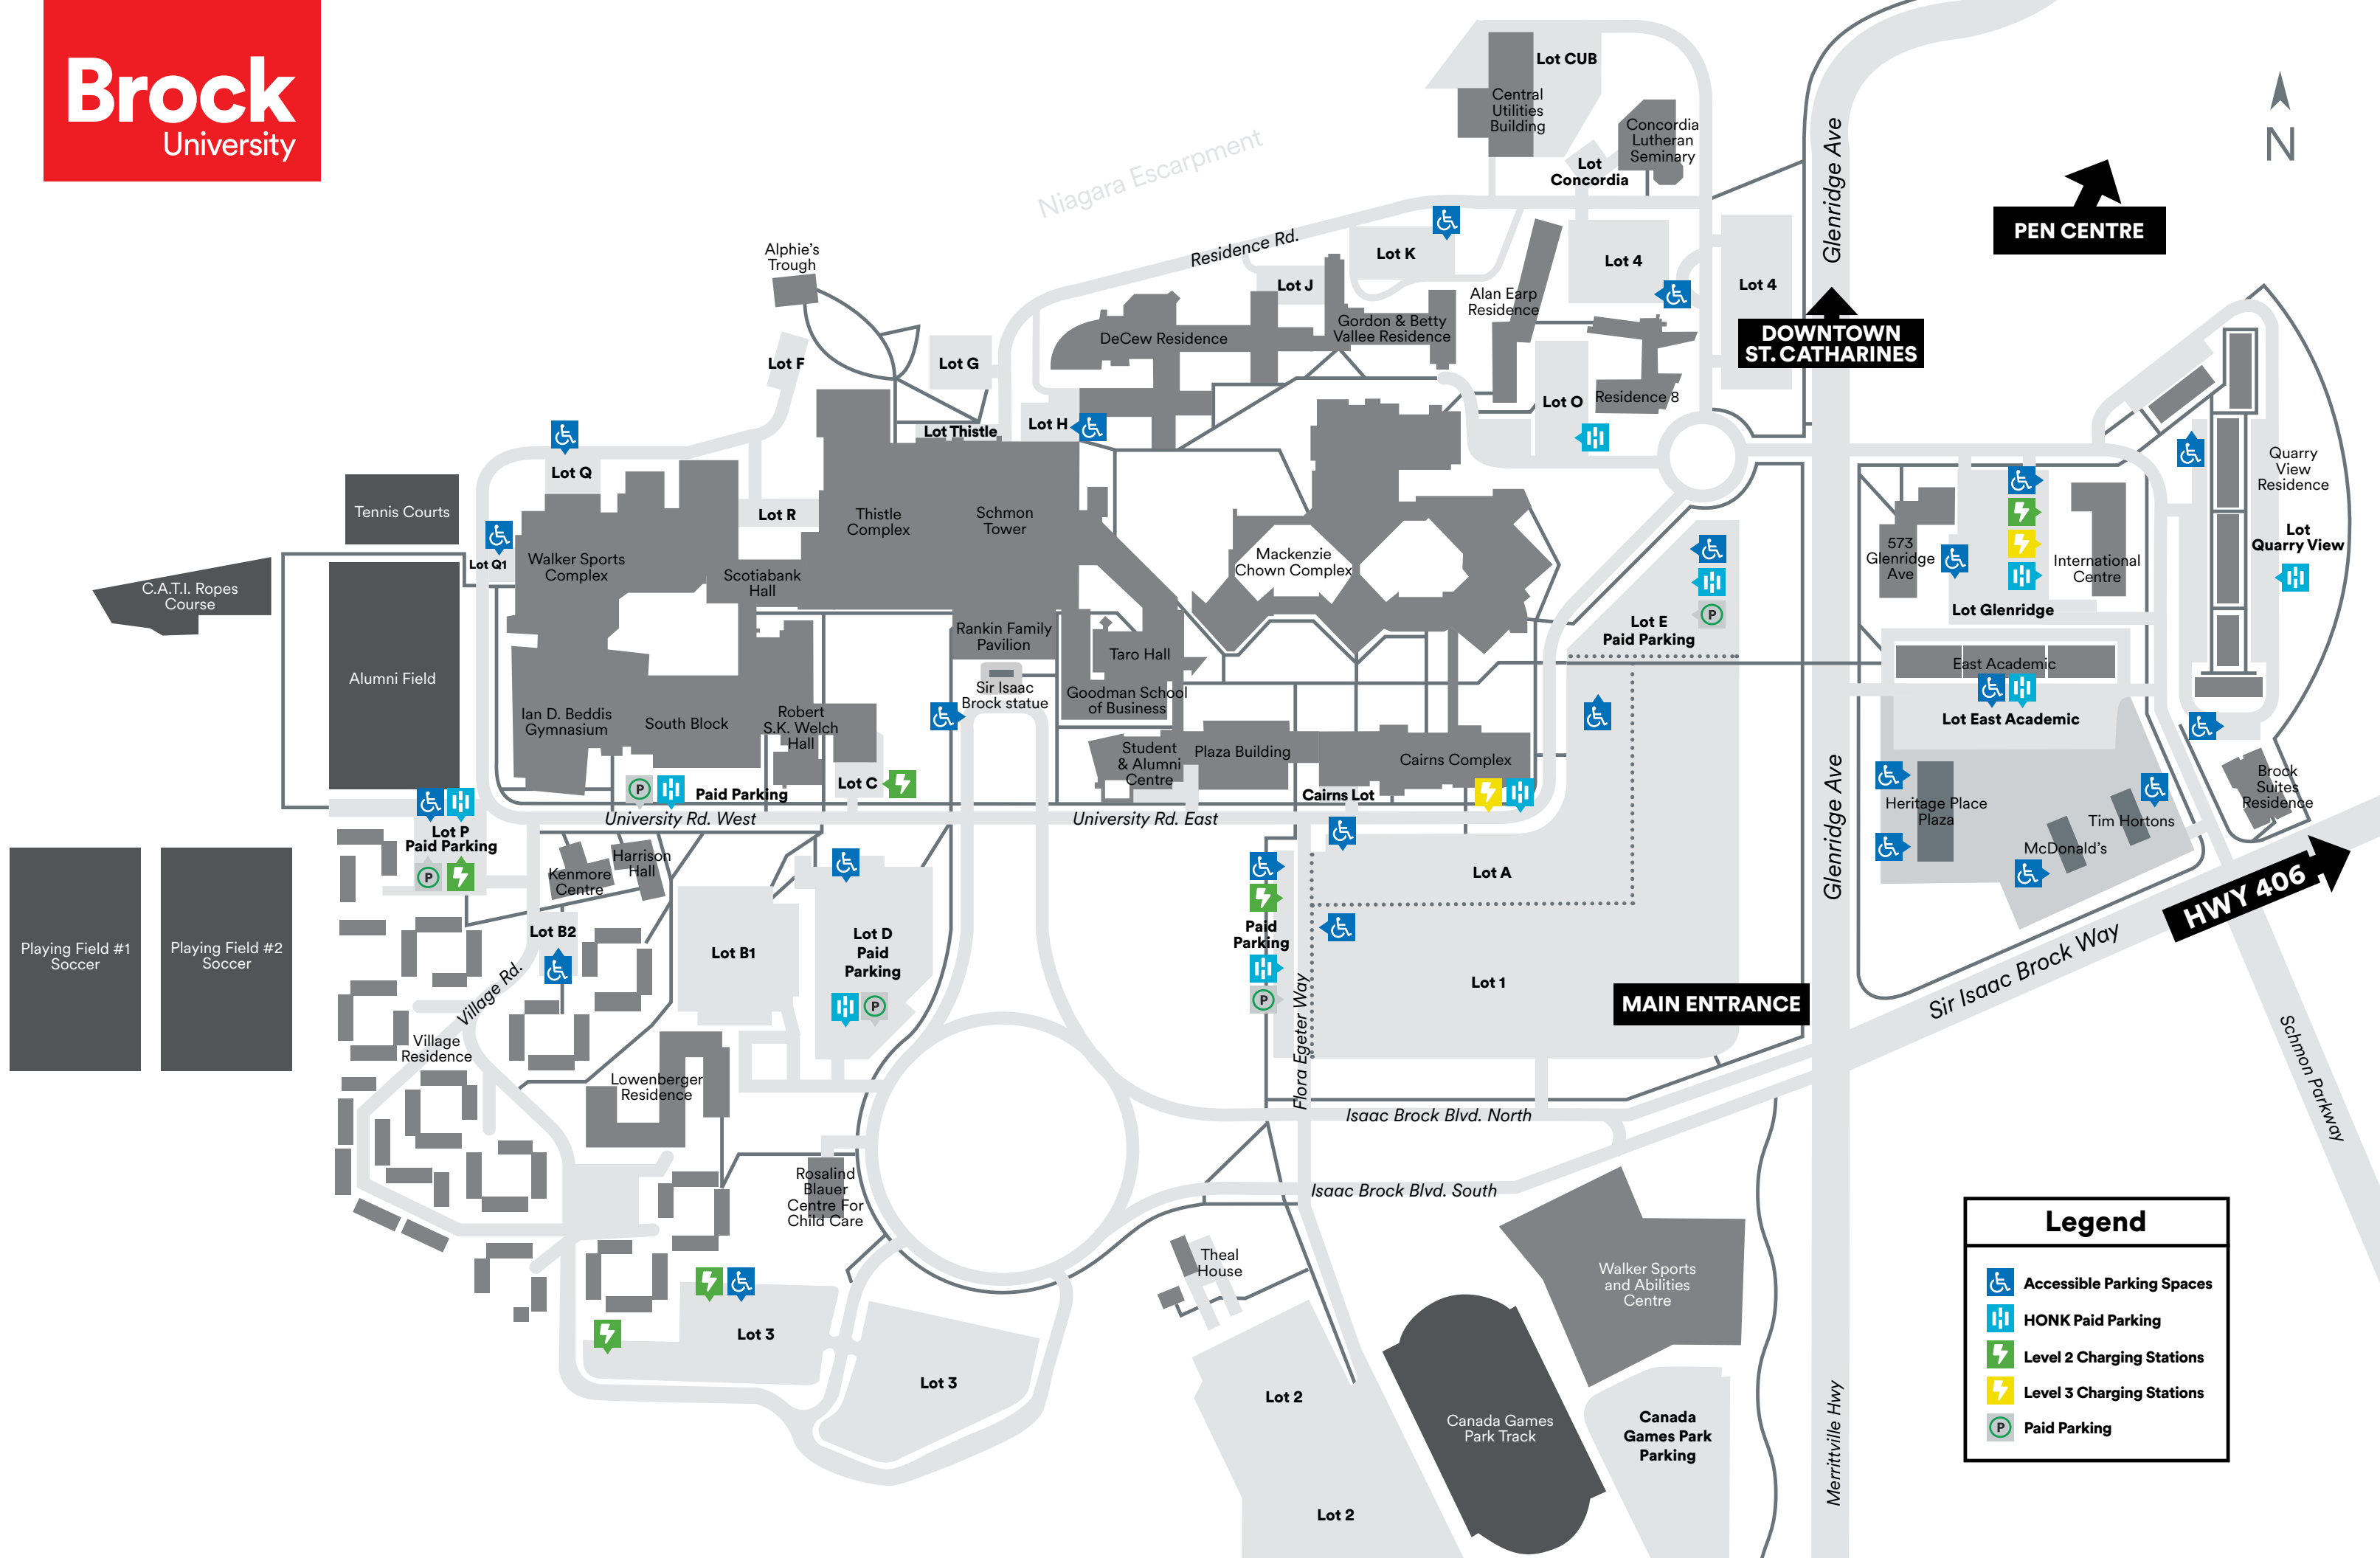 Brock
University
Niagara Escarpment
Lot CUB
Central
Utilities
Building
Concordia
Lutheran
Seminary
Lot
Concordia
Glenridge Ave
N
PEN CENTRE
Residence Rd.
Lot K
Lot J
Lot 4
Lot 4
Alan Earp
Residence
DOWNTOWN
ST. CATHARINES
Alphie's
Trough
DeCew Residence
Gordon & Betty
Vallee Residence
Lot F
Lot G
Lot O
Residence 8
Lot Thistle
Lot H
Lot Q
Tennis Courts
Lot R
Thistle
Complex
Schmon
Tower
Lot Q1
Walker Sports
Complex
Scotiabank
Hall
Mackenzie
Chown Complex
C.A.T.I. Ropes
Course
Quarry
View
Residence
Lot
Quarry View
573
Glenridge
Ave
International
Centre
Lot Glenridge
Lot E
Paid Parking
P
Rankin Family
Pavilion
Taro Hall
Alumni Field
Sir Isaac
Brock statue
Goodman School
of Business
East Academic
Lot East Academic
Ian D. Beddis
Gymnasium
South Block
Robert
S.K. Welch
Hall
Student
& Alumni
Centre
Plaza Building
Cairns Complex
Lot C
P
Paid Parking
Cairns Lot
University Rd. West
University Rd. East
Glenridge Ave
Heritage Place
Plaza
Tim Hortons
McDonald's
Brock
Suites
Residence
HWY 406
Lot P
Paid Parking
P
Kenmore
Centre
Harrison
Hall
Lot A
Playing Field #1
Soccer
Playing Field #2
Soccer
Lot B2
Lot B1
Lot D
Paid
Parking
P
Paid
Parking
P
Lot 1
MAIN ENTRANCE
Sir Isaac Brock Way
Village Rd.
Village
Residence
Flora Egeter Way
Schmon Parkway
Lowenberger
Residence
Isaac Brock Blvd. North
Rosalind
Blauer
Centre For
Child Care
Isaac Brock Blvd. South
Theal
House
Walker Sports
and Abilities
Centre
Lot 3
Lot 3
Lot 2
Lot 2
Canada Games
Park Track
Canada
Games Park
Parking
Merrittville Hwy
Legend
Accessible Parking Spaces
HONK Paid Parking
Level 2 Charging Stations
Level 3 Charging Stations
P
Paid Parking